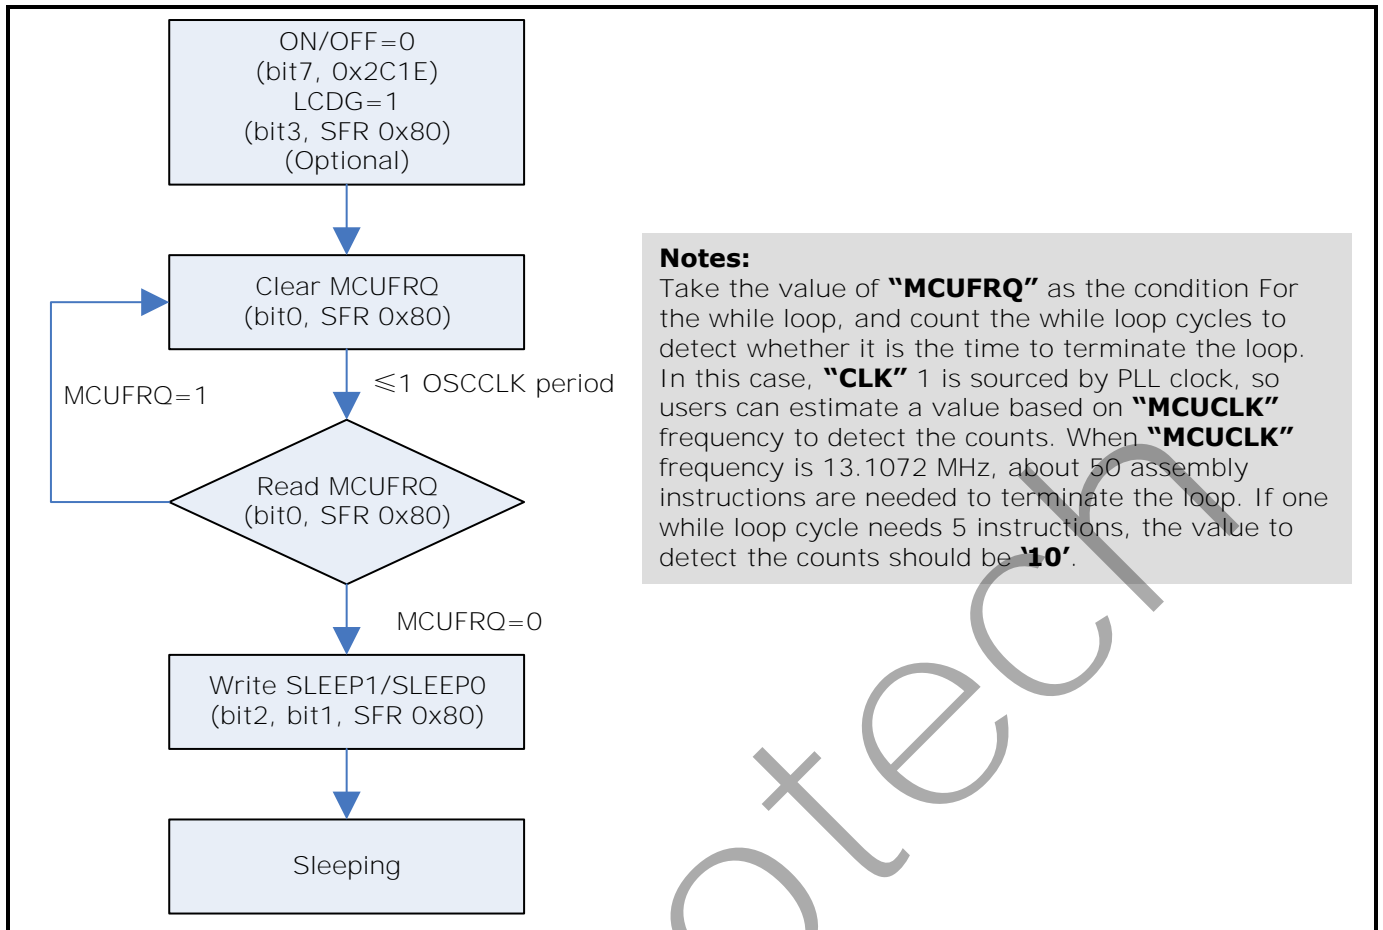 ON/OFF=0
(bit7, 0x2C1E)
LCDG=1
(bit3, SFR 0x80)
(Optional)
Clear MCUFRQ
(bit0, SFR 0x80)
MCUFRQ=1
≤1 OSCCLK period
Read MCUFRQ
(bit0, SFR 0x80)
MCUFRQ=0
Write SLEEP1/SLEEP0
(bit2, bit1, SFR 0x80)
Sleeping
Notes:
Take the value of “MCUFRQ” as the condition For
the while loop, and count the while loop cycles to
detect whether it is the time to terminate the loop.
In this case, “CLK” 1 is sourced by PLL clock, so
users can estimate a value based on “MCUCLK”
frequency to detect the counts. When “MCUCLK”
frequency is 13.1072 MHz, about 50 assembly
instructions are needed to terminate the loop. If one
while loop cycle needs 5 instructions, the value to
detect the counts should be ‘10’.
otech